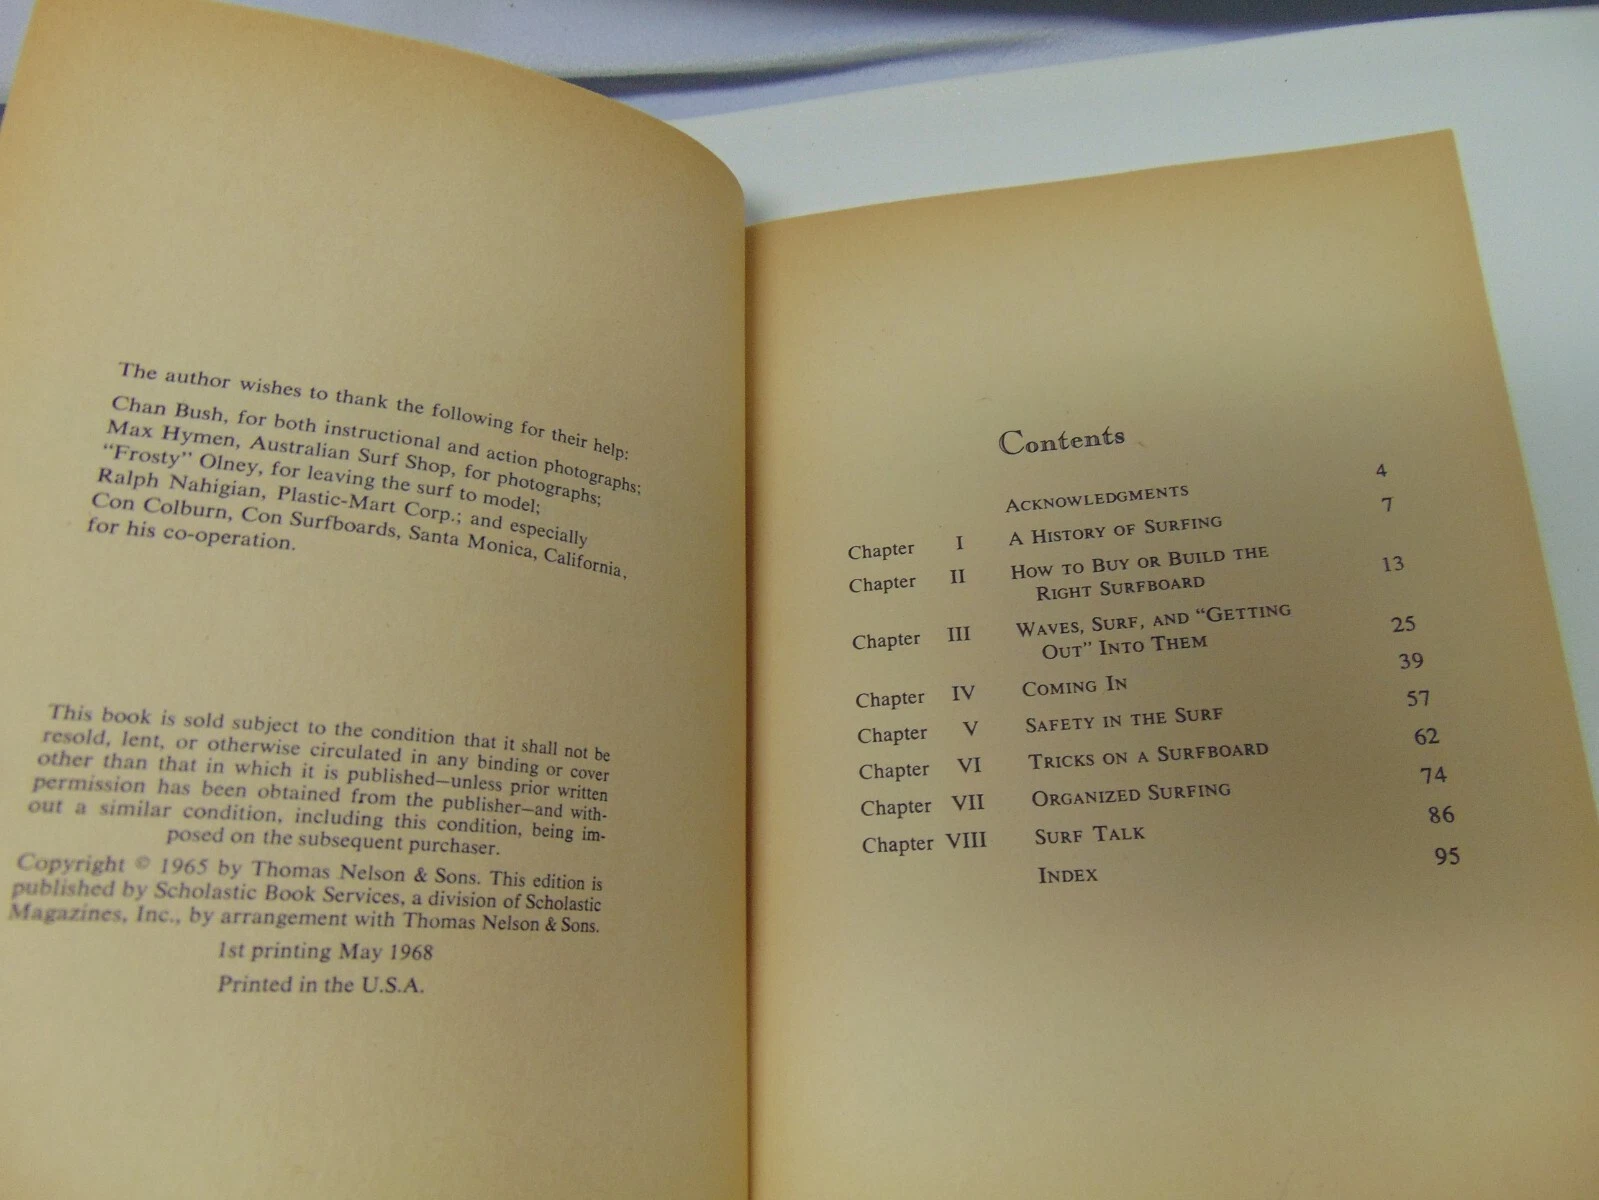 The author wishes to thank the following for their help:
Chan Bush, for both instructional and action photographs;
Max Hymen, Australian Surf Shop, for photographs;
"Frosty" Olney, for leaving the surf to model;
Ralph Nahigian, Plastic-Mart Corp.; and especially
Con Colburn, Con Surfboards, Santa Monica, California,
for his co-operation.
This book is sold subject to the condition that it shall not be
resold, lent, or otherwise circulated in any binding or cover
other than that in which it is published—unless prior written
permission has been obtained from the publisher—and with-
out a similar condition, including this condition, being im-
posed on the subsequent purchaser.
Copyright © 1965 by Thomas Nelson & Sons. This edition is
published by Scholastic Book Services, a division of Scholastic
Magazines, Inc., by arrangement with Thomas Nelson & Sons.
1st printing May 1968
Printed in the U.S.A.
Contents
Acknowledgments 4
Chapter I A History of Surfing 7
Chapter II How to Buy or Build the
Right Surfboard 13
Chapter III Waves, Surf, and "Getting
Out" Into Them 25
Chapter IV Coming In 39
Chapter V Safety in the Surf 57
Chapter VI Tricks on a Surfboard 62
Chapter VII Organized Surfing 74
Chapter VIII Surf Talk 86
Index 95